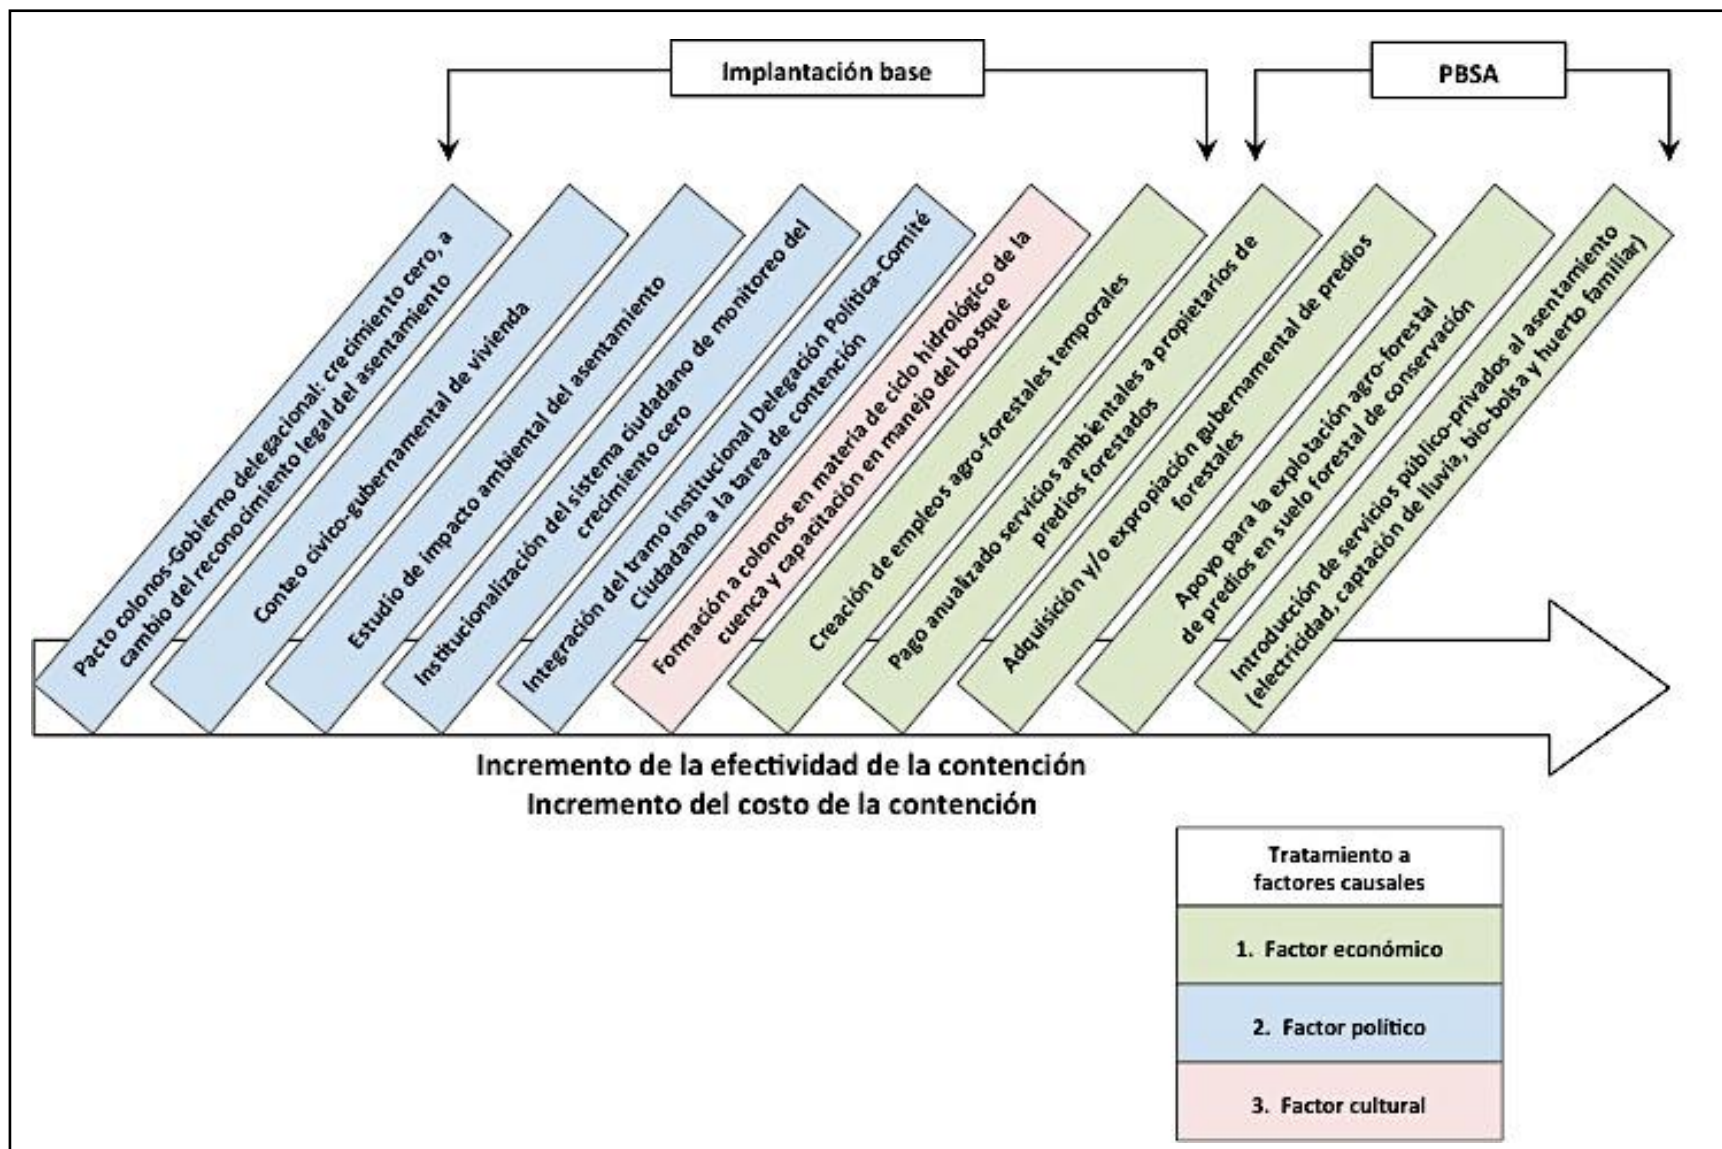 Implantación base
PBSA
Pacto colonos-Gobierno delegacional: crecimiento cero, a
cambio del reconocimiento legal del asentamiento
Conteo cívico-gubernamental de vivienda
Estudio de impacto ambiental del asentamiento
Institucionalización del sistema ciudadano de monitoreo del
crecimiento cero
Integración del tramo institucional Delegación Política-Comité
Ciudadano a la tarea de contención
Formación a colonos en materia de ciclo hidrológico de la
cuenca y capacitación en manejo del bosque
Creación de empleos agro-forestales temporales
Pago anualizado servicios ambientales a propietarios de
predios forestados
Adquisición y/o expropiación gubernamental de predios
forestales
Apoyo para la explotación agro-forestal
de predios en suelo forestal de conservación
Introducción de servicios público-privados al asentamiento
(electricidad, captación de lluvia, bio-bolsa y huerto familiar)
Incremento de la efectividad de la contención
Incremento del costo de la contención
Tratamiento a
factores causales
1. Factor económico
2. Factor político
3. Factor cultural